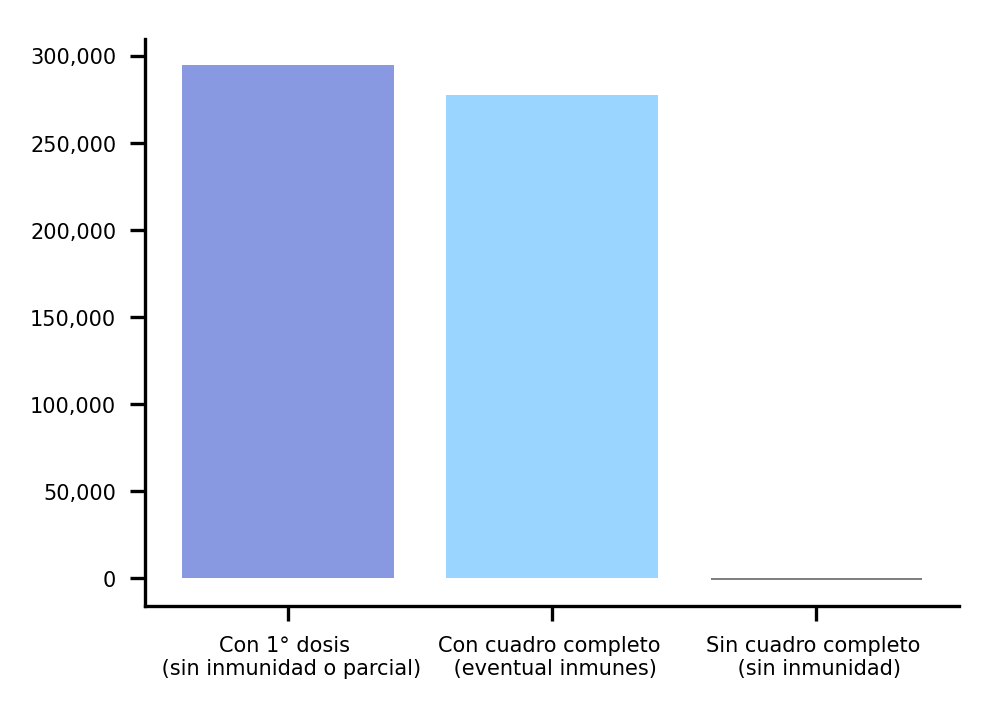 300,000
250,000
200,000
150,000
100,000
50,000
0
Con 1° dosis
(sin inmunidad o parcial)
Con cuadro completo
(eventual inmunes)
Sin cuadro completo
(sin inmunidad)